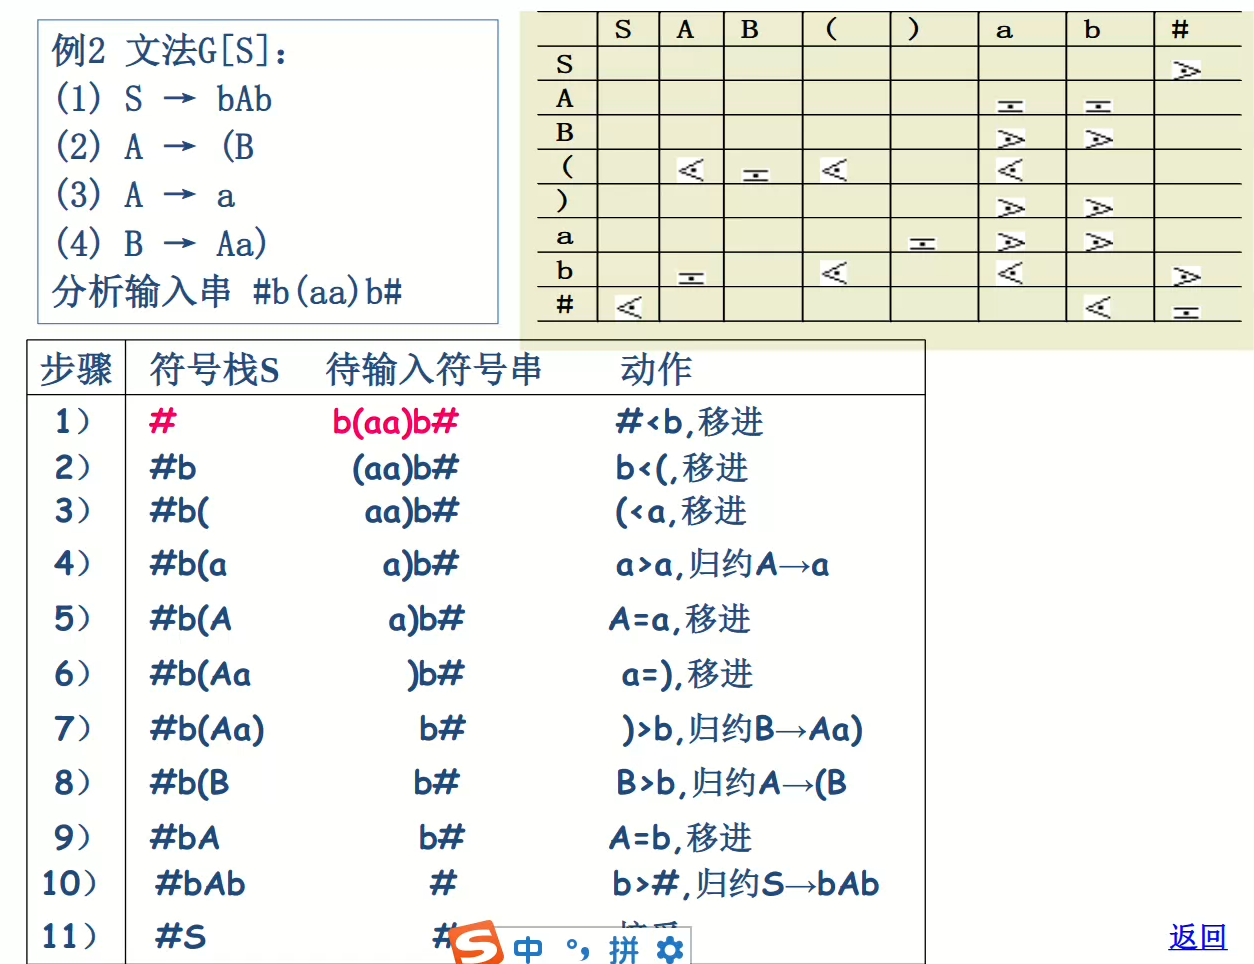 例2 文法G[S]：
(1) S → bAb
(2) A → (B
(3) A → a
(4) B → Aa)
分析输入串 #b(aa)b#
S A B ( ) a b #
S ⋗
A ≐ ≐
B ⋗ ⋗
( ⋖ ≐ ⋖ ⋖
) ⋗ ⋗
a ≐ ⋗ ⋗
b ≐ ⋖ ⋖ ⋗
# ⋖ ⋖ ≐
步骤 符号栈S 待输入符号串 动作
1） # b(aa)b# #<b,移进
2） #b (aa)b# b<(,移进
3） #b( aa)b# (<a,移进
4） #b(a a)b# a>a,归约A→a
5） #b(A a)b# A=a,移进
6） #b(Aa )b# a=),移进
7） #b(Aa) b# )>b,归约B→Aa)
8） #b(B b# B>b,归约A→(B
9） #bA b# A=b,移进
10） #bAb # b>#,归约S→bAb
11） #S #
S 中 °, 拼
返回